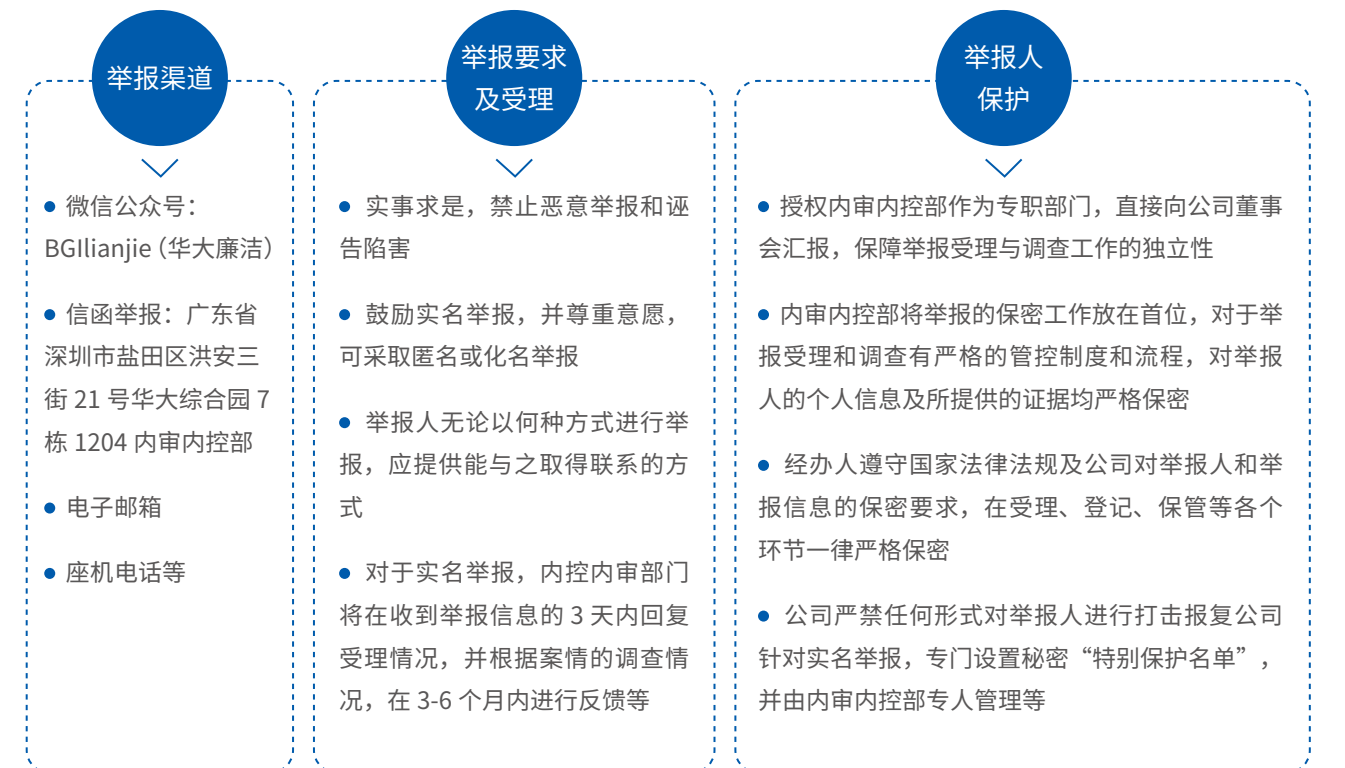 举报渠道
● 微信公众号：
BGIlianjie（华大廉洁）
● 信函举报：广东省
深圳市盐田区洪安三
街 21 号华大综合园 7
栋 1204 内审内控部
● 电子邮箱
● 座机电话等
举报要求
及受理
● 实事求是，禁止恶意举报和诬
告陷害
● 鼓励实名举报，并尊重意愿，
可采取匿名或化名举报
● 举报人无论以何种方式进行举
报，应提供能与之取得联系的方
式
● 对于实名举报，内控内审部门
将在收到举报信息的 3 天内回复
受理情况，并根据案情的调查情
况，在 3-6 个月内进行反馈等
举报人
保护
● 授权内审内控部作为专职部门，直接向公司董事
会汇报，保障举报受理与调查工作的独立性
● 内审内控部将举报的保密工作放在首位，对于举
报受理和调查有严格的管控制度和流程，对举报
人的个人信息及所提供的证据均严格保密
● 经办人遵守国家法律法规及公司对举报人和举
报信息的保密要求，在受理、登记、保管等各个
环节一律严格保密
● 公司严禁任何形式对举报人进行打击报复公司
针对实名举报，专门设置秘密“特别保护名单”，
并由内审内控部专人管理等